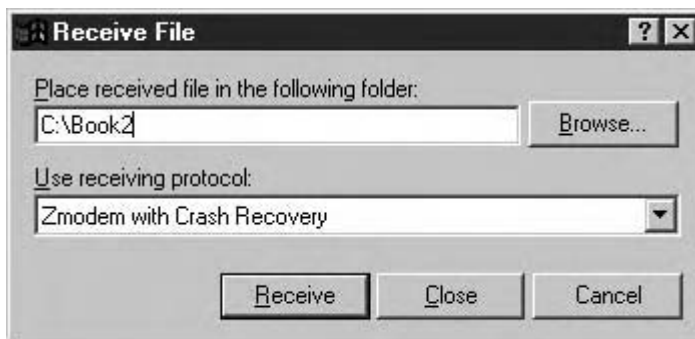 Receive File
Place received file in the following folder:
C:\Book2
Browse...
Use receiving protocol:
Zmodem with Crash Recovery
Receive Close Cancel